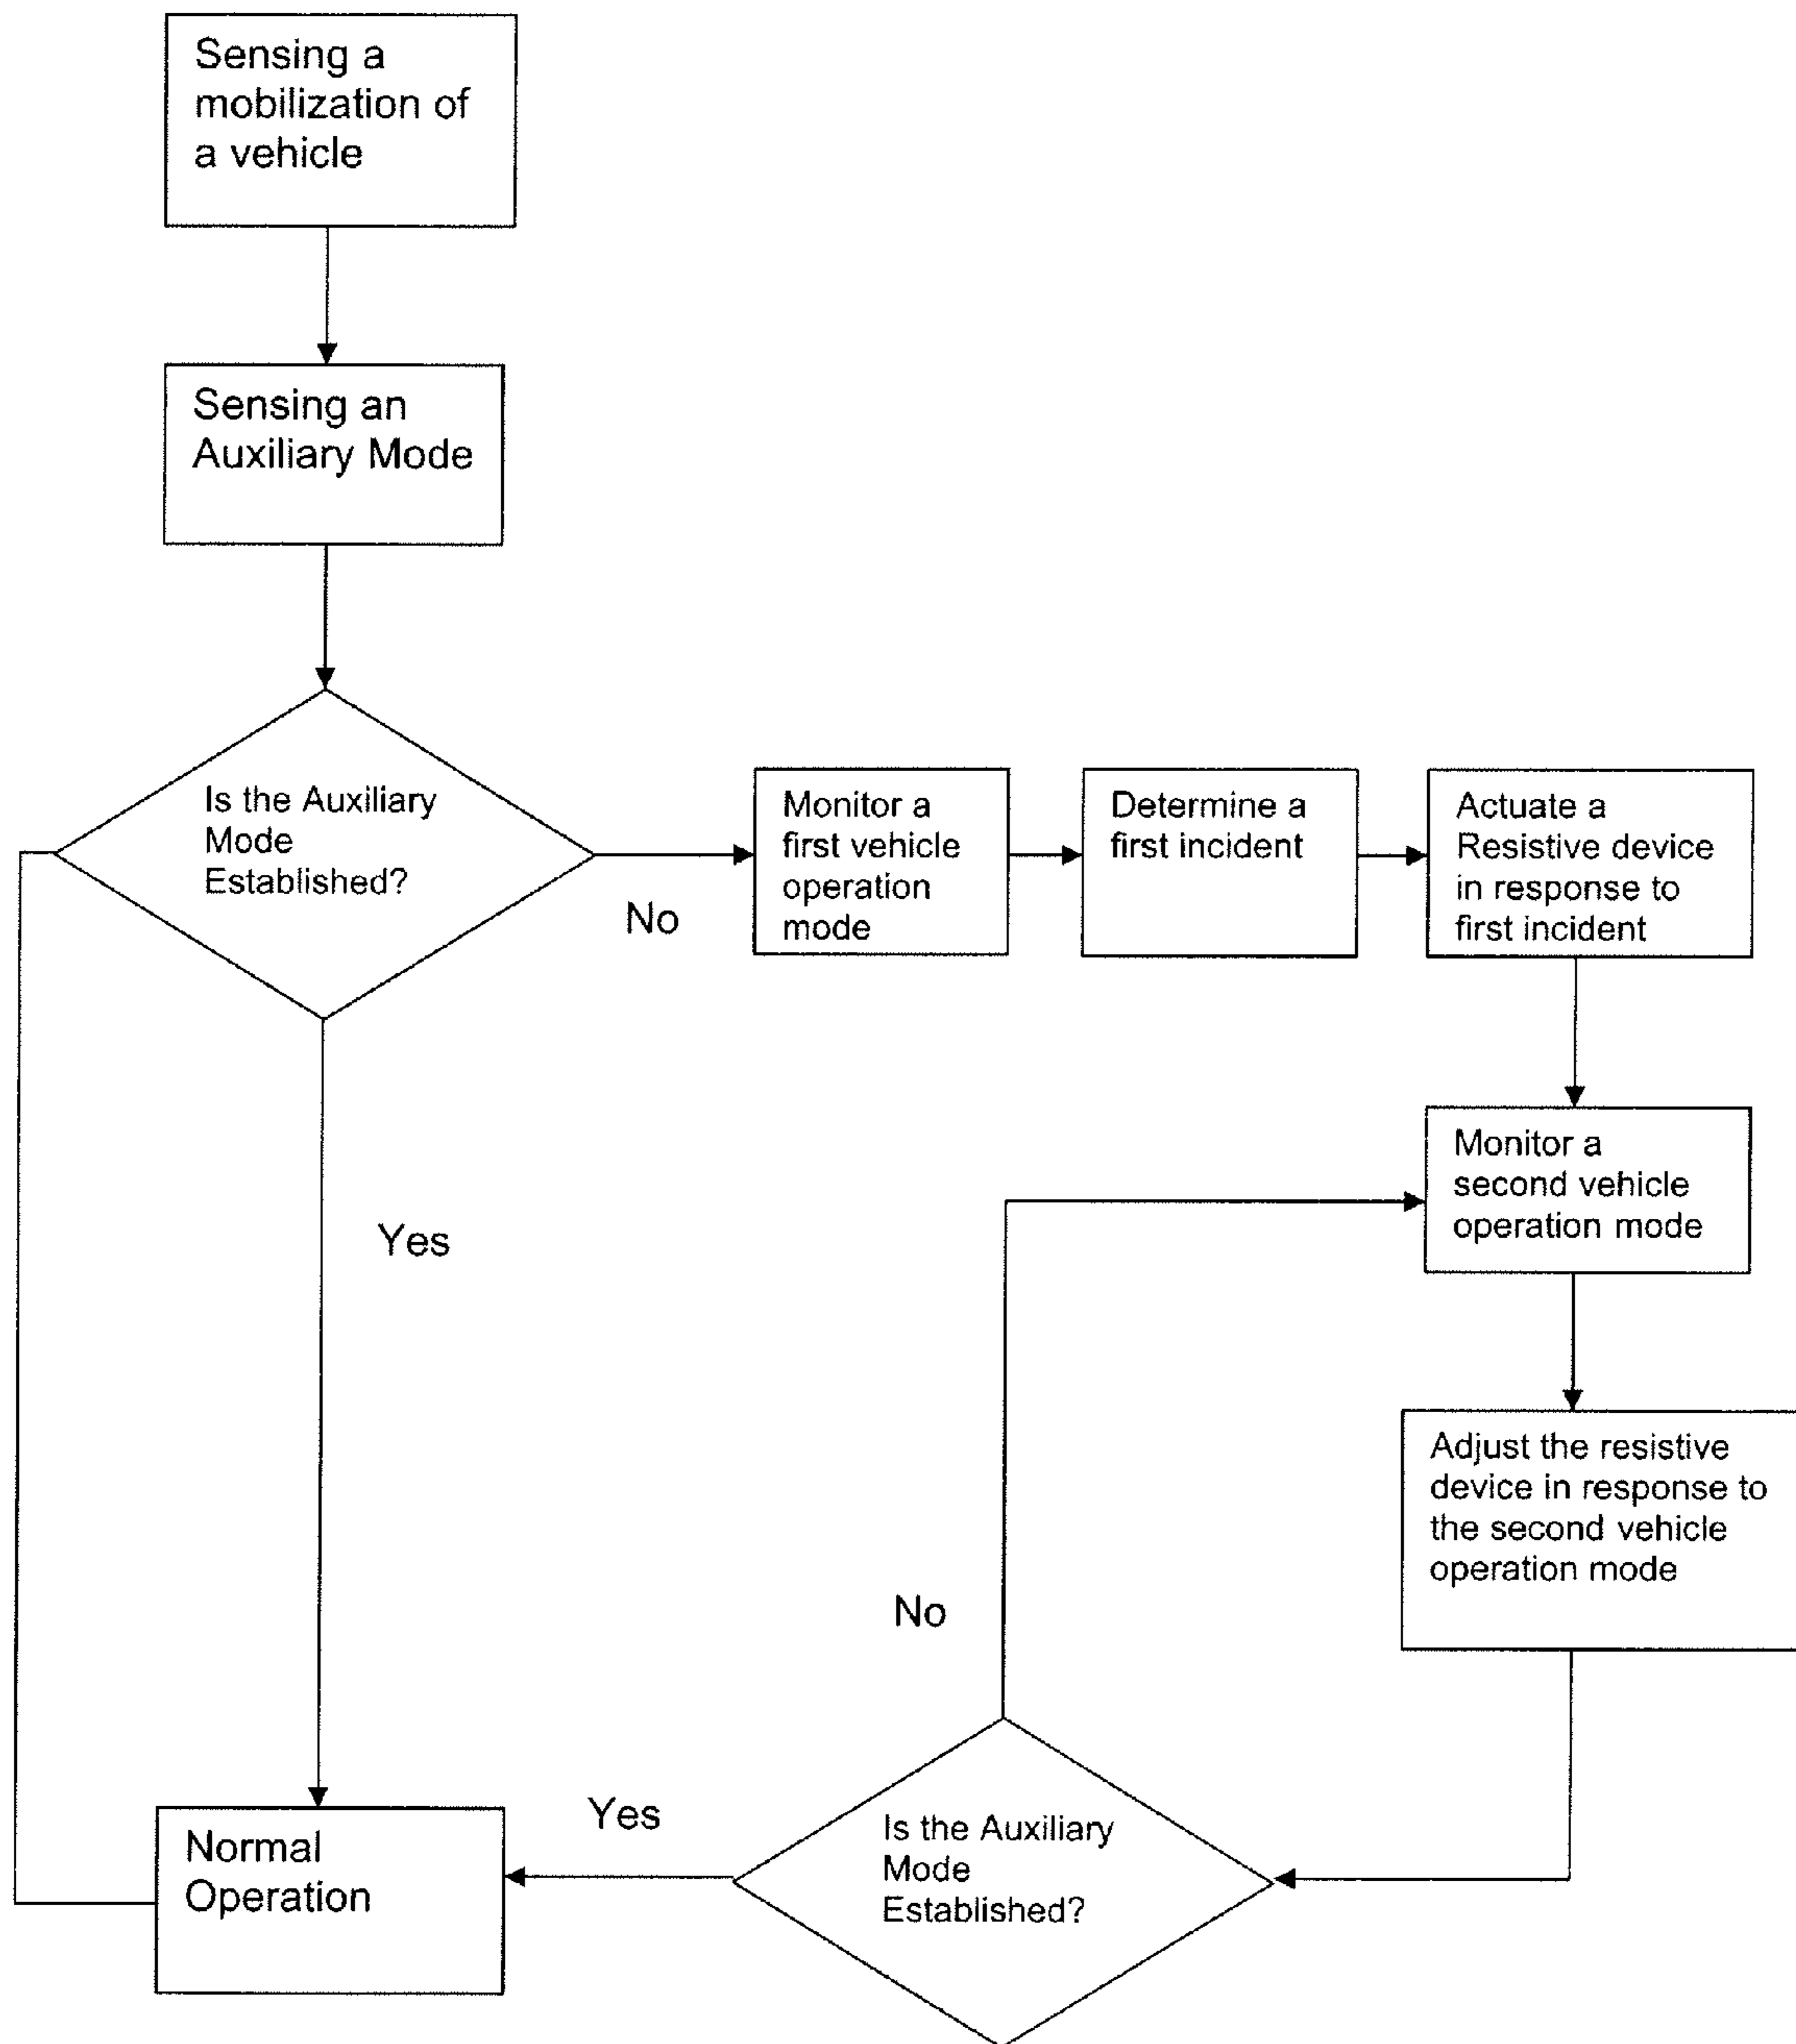 Sensing a
mobilization of
a vehicle
Sensing an
Auxiliary Mode
Is the Auxiliary
Mode
Established?
No
Monitor a
first vehicle
operation
mode
Determine a
first incident
Actuate a
Resistive device
in response to
first incident
Monitor a
second vehicle
operation mode
Yes
Adjust the resistive
device in response to
the second vehicle
operation mode
No
Is the Auxiliary
Mode
Established?
Yes
Normal
Operation